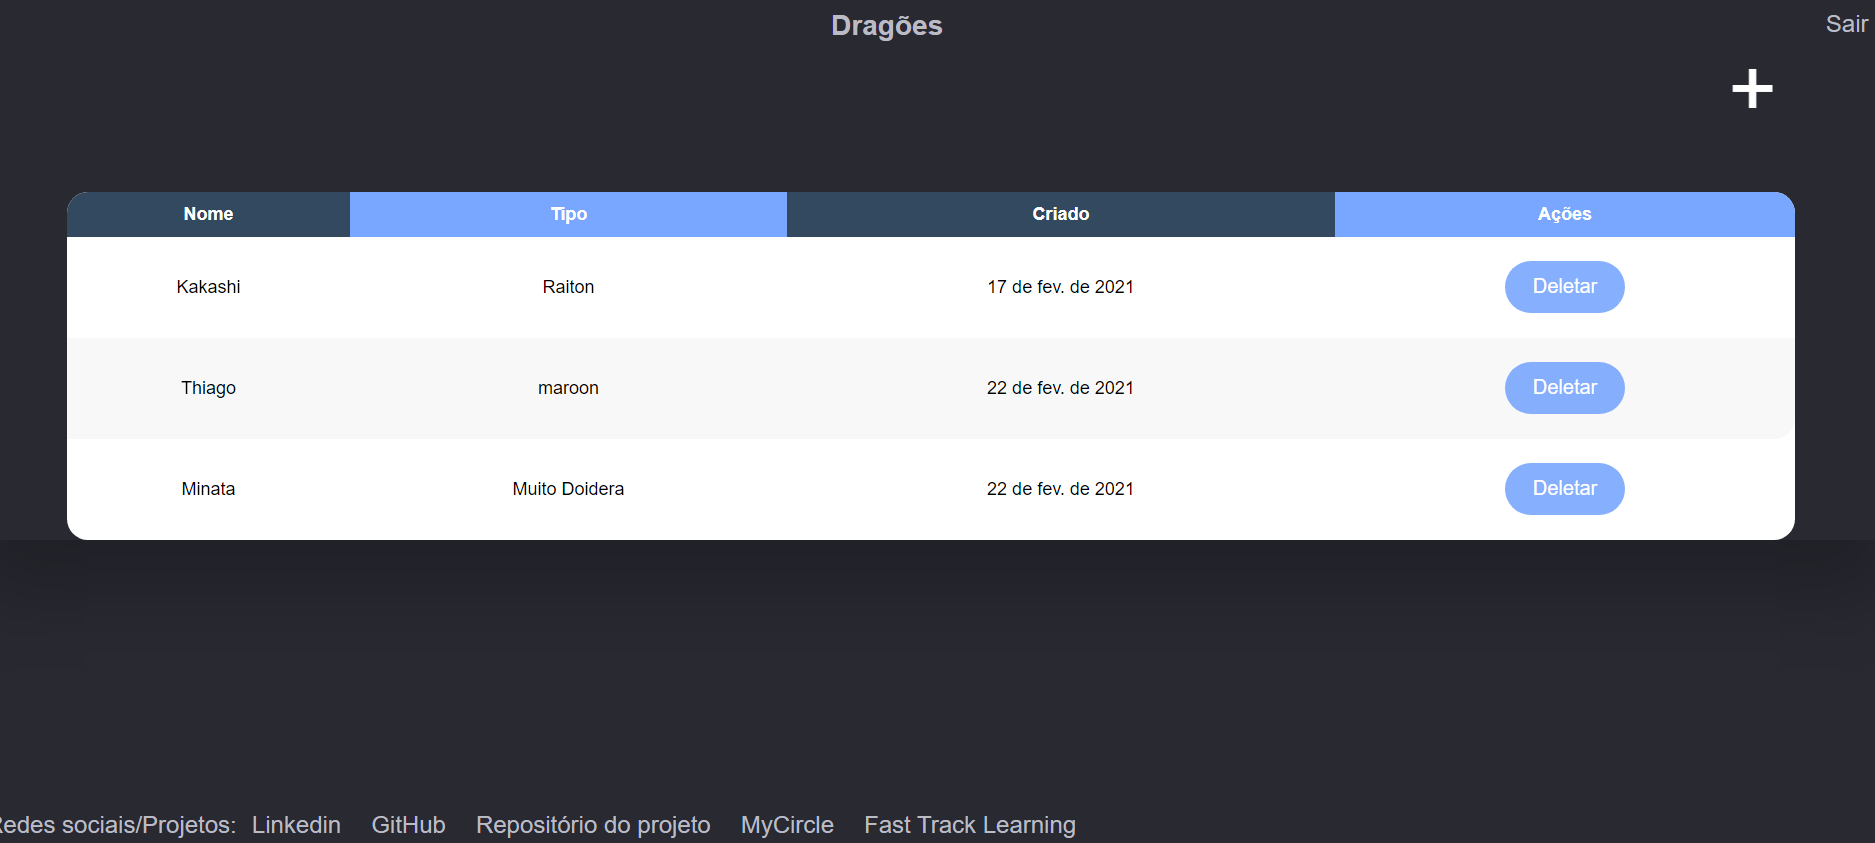 Dragões
Sair
+
Nome Tipo Criado Ações
Kakashi Raiton 17 de fev. de 2021 Deletar
Thiago maroon 22 de fev. de 2021 Deletar
Minata Muito Doidera 22 de fev. de 2021 Deletar
edes sociais/Projetos: Linkedin GitHub Repositório do projeto MyCircle Fast Track Learning